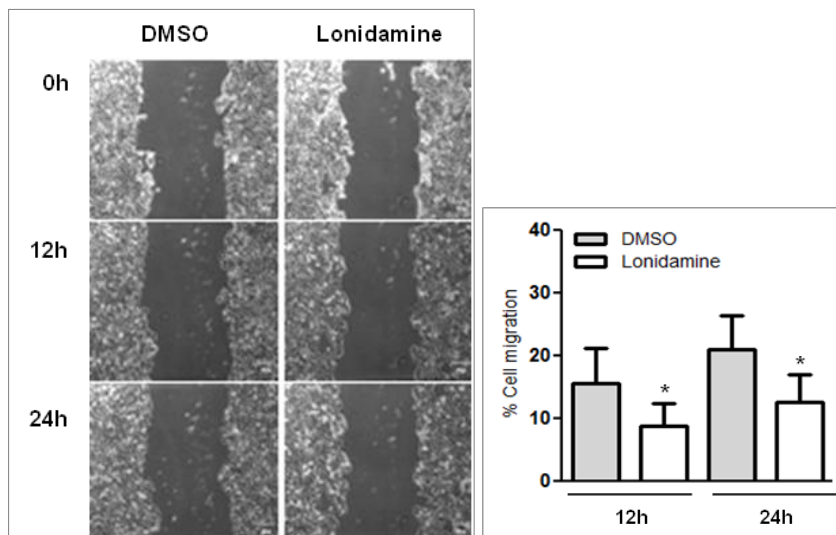 DMSO Lonidamine
0h
12h
24h
% Cell migration
40
30
20
10
0
DMSO
Lonidamine
*
*
12h 24h